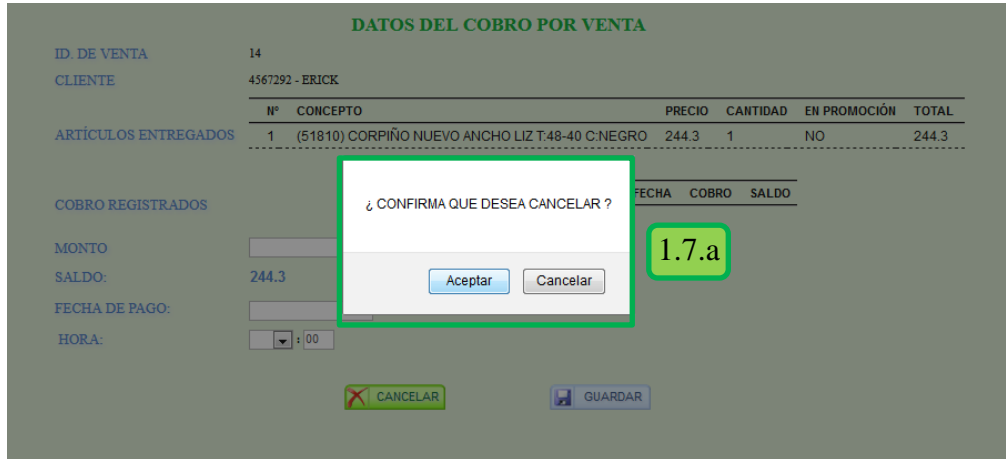 DATOS DEL COBRO POR VENTA
ID. DE VENTA 14
CLIENTE 4567292 - ERICK
Nº CONCEPTO PRECIO CANTIDAD EN PROMOCIÓN TOTAL
ARTÍCULOS ENTREGADOS 1 (51810) CORPIÑO NUEVO ANCHO LIZ T:48-40 C:NEGRO 244.3 1 NO 244.3
FECHA COBRO SALDO
COBRO REGISTRADOS
¿ CONFIRMA QUE DESEA CANCELAR ?
MONTO
1.7.a
SALDO: 244.3
Aceptar Cancelar
FECHA DE PAGO:
HORA: : 00
CANCELAR GUARDAR